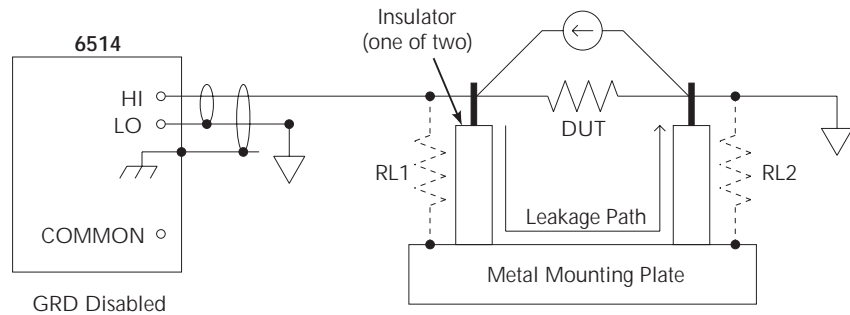 Insulator
(one of two)
6514
HI
LO
DUT
RL1
RL2
Leakage Path
COMMON
Metal Mounting Plate
GRD Disabled